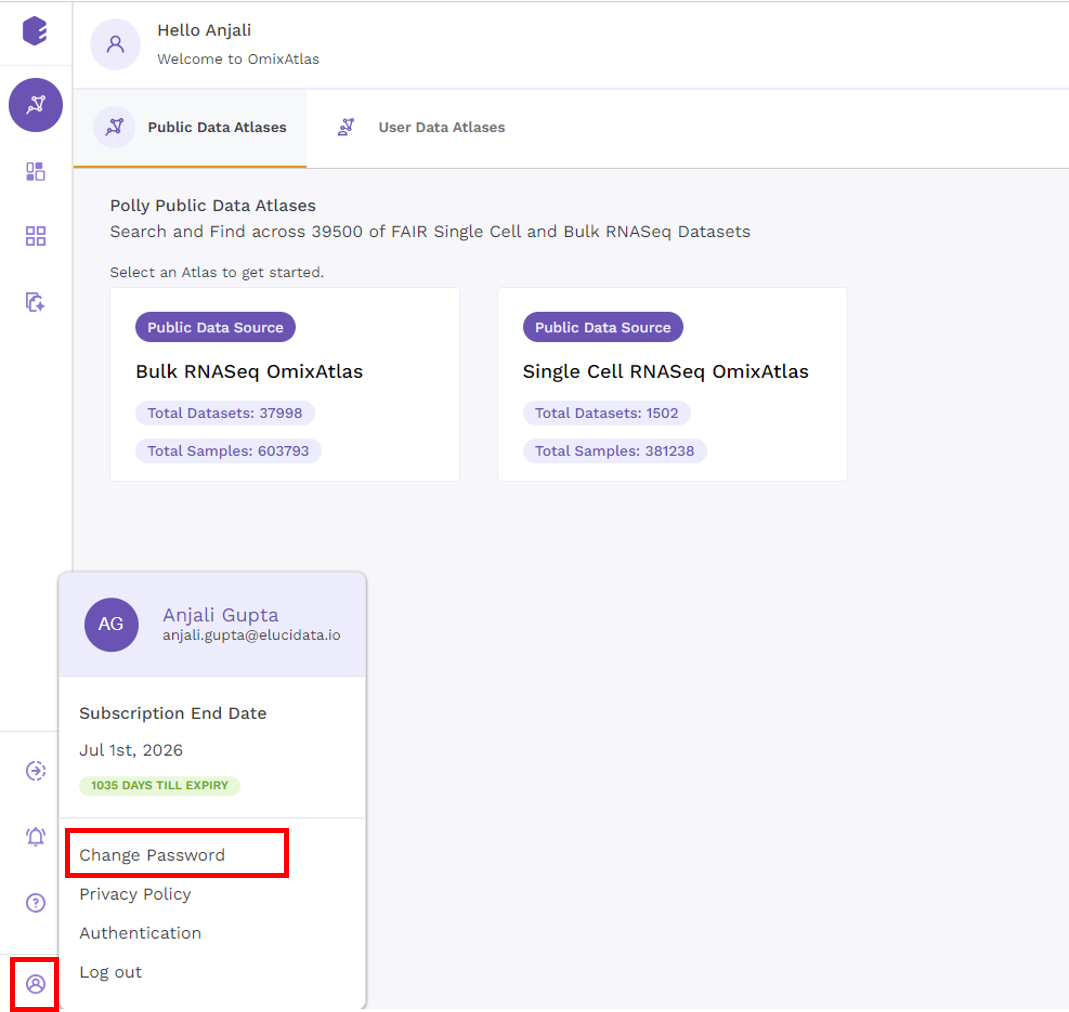 Hello Anjali
Welcome to OmixAtlas
Public Data Atlases
User Data Atlases
Polly Public Data Atlases
Search and Find across 39500 of FAIR Single Cell and Bulk RNASeq Datasets
Select an Atlas to get started.
Public Data Source
Bulk RNASeq OmixAtlas
Total Datasets: 37998
Total Samples: 603793
Public Data Source
Single Cell RNASeq OmixAtlas
Total Datasets: 1502
Total Samples: 381238
AG
Anjali Gupta
anjali.gupta@elucidata.io
Subscription End Date
Jul 1st, 2026
1035 DAYS TILL EXPIRY
Change Password
Privacy Policy
Authentication
Log out